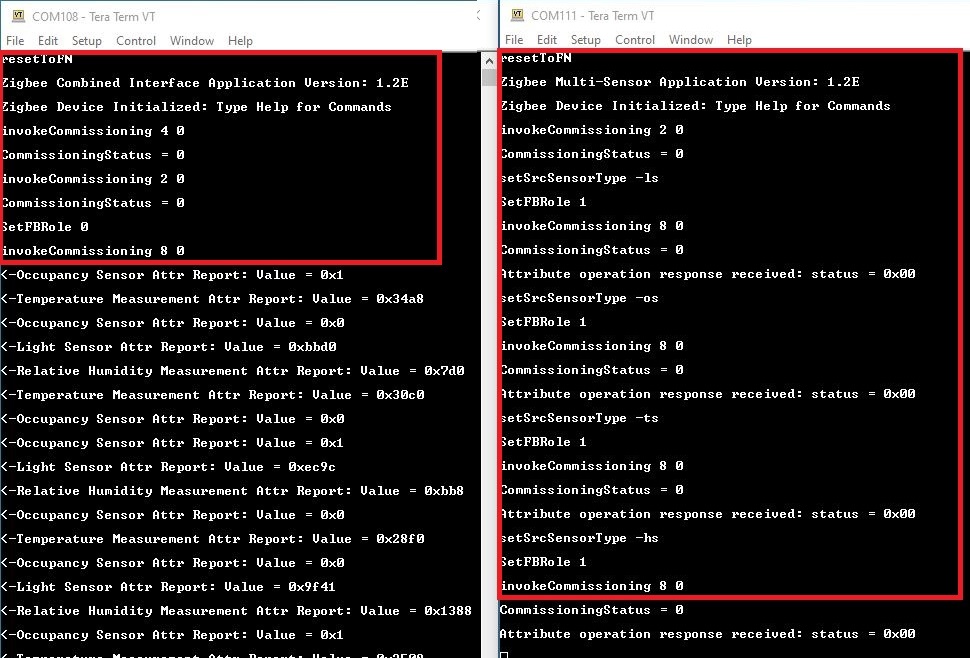 COM108 - Tera Term VT
File Edit Setup Control Window Help
resetToFN
Zigbee Combined Interface Application Version: 1.2E
Zigbee Device Initialized: Type Help for Commands
invokeCommissioning 4 0
CommissioningStatus = 0
invokeCommissioning 2 0
CommissioningStatus = 0
SetFBRole 0
invokeCommissioning 8 0
<-Occupancy Sensor Attr Report: Value = 0x1
<-Temperature Measurement Attr Report: Value = 0x34a8
<-Occupancy Sensor Attr Report: Value = 0x0
<-Light Sensor Attr Report: Value = 0xbbd0
<-Relative Humidity Measurement Attr Report: Value = 0x7d0
<-Temperature Measurement Attr Report: Value = 0x30c0
<-Occupancy Sensor Attr Report: Value = 0x0
<-Occupancy Sensor Attr Report: Value = 0x1
<-Light Sensor Attr Report: Value = 0xec9c
<-Relative Humidity Measurement Attr Report: Value = 0xbb8
<-Occupancy Sensor Attr Report: Value = 0x0
<-Temperature Measurement Attr Report: Value = 0x28f0
<-Occupancy Sensor Attr Report: Value = 0x0
<-Light Sensor Attr Report: Value = 0x9f41
<-Relative Humidity Measurement Attr Report: Value = 0x1388
<-Occupancy Sensor Attr Report: Value = 0x1
<-Temperature Measurement Attr Report: Value =
COM111 - Tera Term VT
File Edit Setup Control Window Help
resetToFN
Zigbee Multi-Sensor Application Version: 1.2E
Zigbee Device Initialized: Type Help for Commands
invokeCommissioning 2 0
CommissioningStatus = 0
setSrcSensorType -ls
SetFBRole 1
invokeCommissioning 8 0
CommissioningStatus = 0
Attribute operation response received: status = 0x00
setSrcSensorType -os
SetFBRole 1
invokeCommissioning 8 0
CommissioningStatus = 0
Attribute operation response received: status = 0x00
setSrcSensorType -ts
SetFBRole 1
invokeCommissioning 8 0
CommissioningStatus = 0
Attribute operation response received: status = 0x00
setSrcSensorType -hs
SetFBRole 1
invokeCommissioning 8 0
CommissioningStatus = 0
Attribute operation response received: status = 0x00